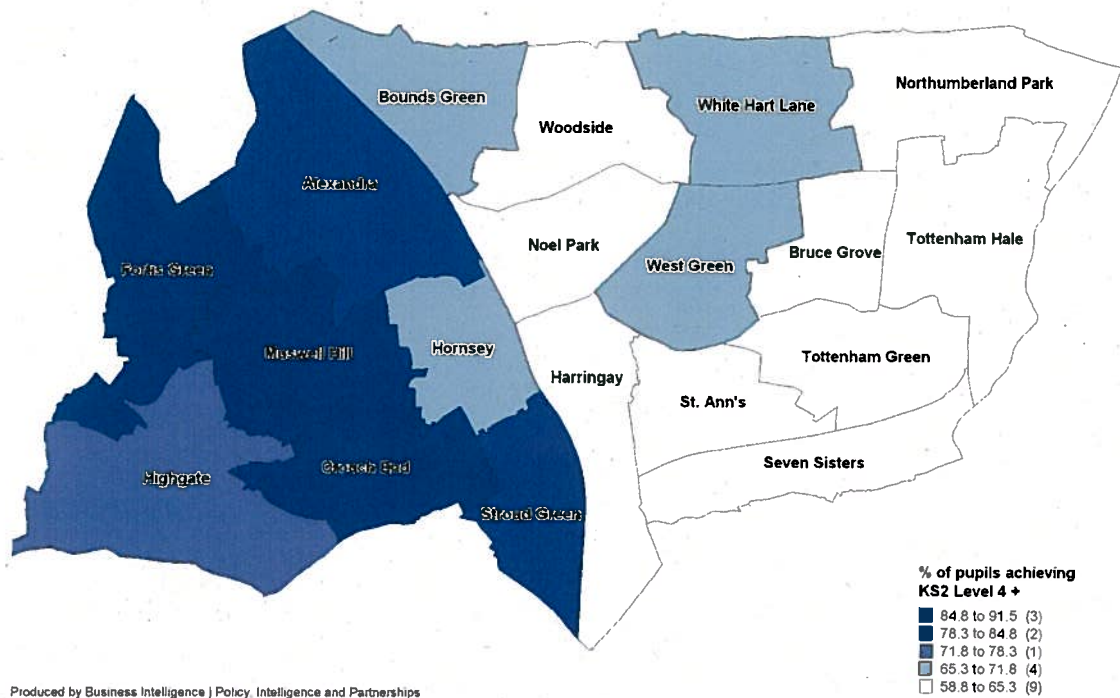 Northumberland Park
Bounds Green
White Hart Lane
Woodside
Alexandra
Noel Park
Tottenham Hale
Bruce Grove
West Green
Fortis Green
Muswell Hill
Hornsey
Tottenham Green
Harringay
St. Ann's
Seven Sisters
Crouch End
Highgate
Stroud Green
% of pupils achieving
KS2 Level 4 +
84.8 to 91.5 (3)
78.3 to 84.8 (2)
71.8 to 78.3 (1)
65.3 to 71.8 (4)
58.8 to 65.3 (9)
Produced by Business Intelligence | Policy, Intelligence and Partnerships